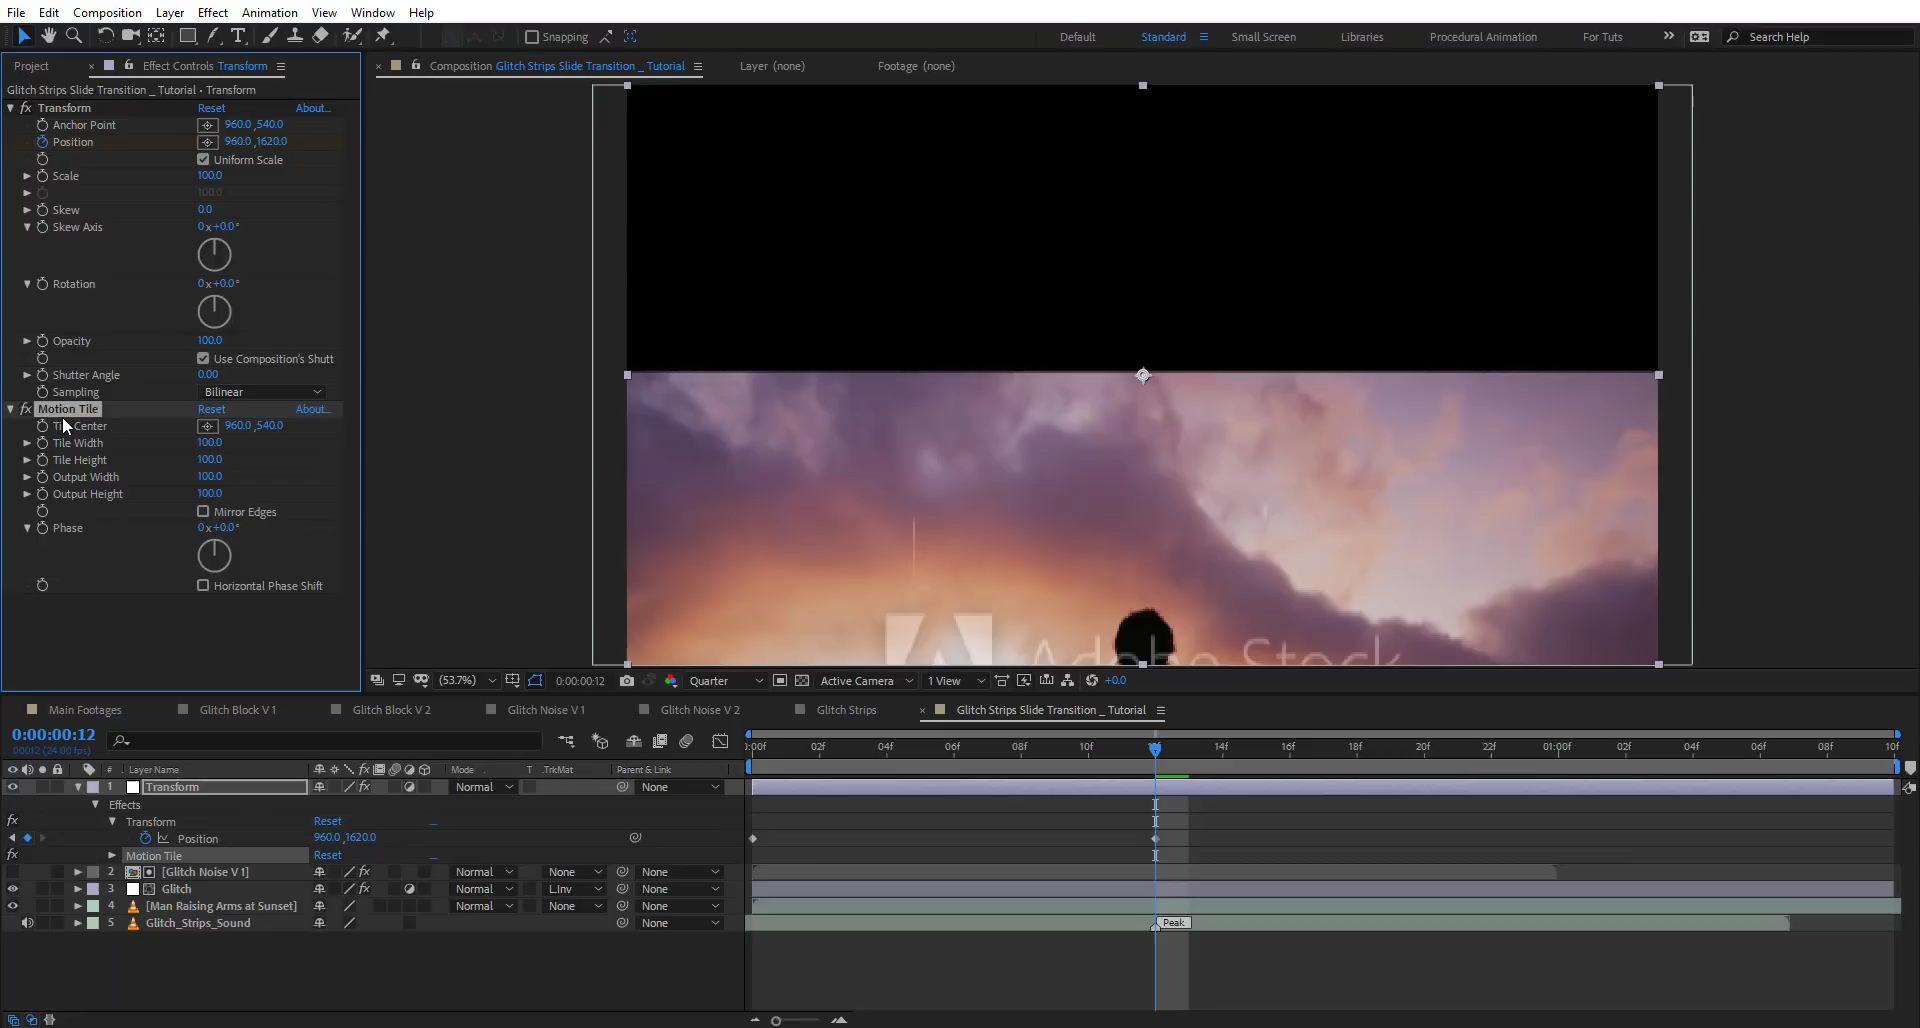 File Edit Composition Layer Effect Animation View Window Help
Snapping Default Standard Small Screen Libraries Procedural Animation For Tuts Search Help
Project Effect Controls Transform Composition Glitch Strips Slide Transition _ Tutorial Layer (none) Footage (none)
Glitch Strips Slide Transition _ Tutorial • Transform
fx Transform Reset About...
Anchor Point 960.0 ,540.0
Position 960.0 ,1620.0
Uniform Scale
Scale 100.0
100.0
Skew 0.0
Skew Axis 0 x +0.0 °
Rotation 0 x +0.0 °
Opacity 100.0
Use Composition's Shutt
Shutter Angle 0.00
Sampling Bilinear
fx Motion Tile Reset About...
Center 960.0 ,540.0
Tile Width 100.0
Tile Height 100.0
Output Width 100.0
Output Height 100.0
Mirror Edges
Phase 0 x +0.0 °
Horizontal Phase Shift
Adobe Stock
(53.7%) 0:00:00:12 Quarter Active Camera 1 View +0.0
Main Footages Glitch Block V 1 Glitch Block V 2 Glitch Noise V 1 Glitch Noise V 2 Glitch Strips Glitch Strips Slide Transition _ Tutorial
0:00:00:12
00012 (24.00 fps)
:00f 02f 04f 06f 08f 10f 14f 16f 18f 20f 22f 01:00f 02f 04f 06f 08f 10f
# Layer Name fx Mode T .TrkMat Parent & Link
1 Transform fx Normal None
Effects
fx Transform Reset
Position 960.0 ,1620.0
fx Motion Tile Reset
2 [Glitch Noise V 1] fx Normal None None
3 Glitch fx Normal L.Inv None
4 [Man Raising Arms at Sunset] Normal None None
5 Glitch_Strips_Sound None Peak